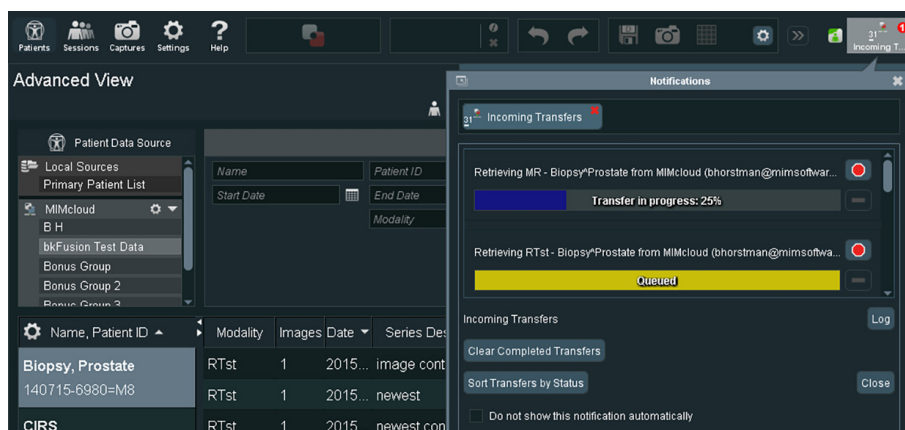 Patients Sessions Captures Settings Help
31 1
Incoming T...
Advanced View
Notifications
31 Incoming Transfers
Patient Data Source
Local Sources
Primary Patient List
MIMcloud
B H
bkFusion Test Data
Bonus Group
Bonus Group 2
Bonus Group 3
Name Patient ID
Start Date End Date
Modality
Retrieving MR - Biopsy^Prostate from MIMcloud (bhorstman@mimsoftwar...
Transfer in progress: 25%
Retrieving RTst - Biopsy^Prostate from MIMcloud (bhorstman@mimsoftwa...
Queued
Incoming Transfers Log
Clear Completed Transfers
Sort Transfers by Status Close
Do not show this notification automatically
Name, Patient ID Modality Images Date Series Des
Biopsy, Prostate
140715-6980=M8
RTst 1 2015... image cont
RTst 1 2015... newest
CIRS RTst 1 2015... newest con